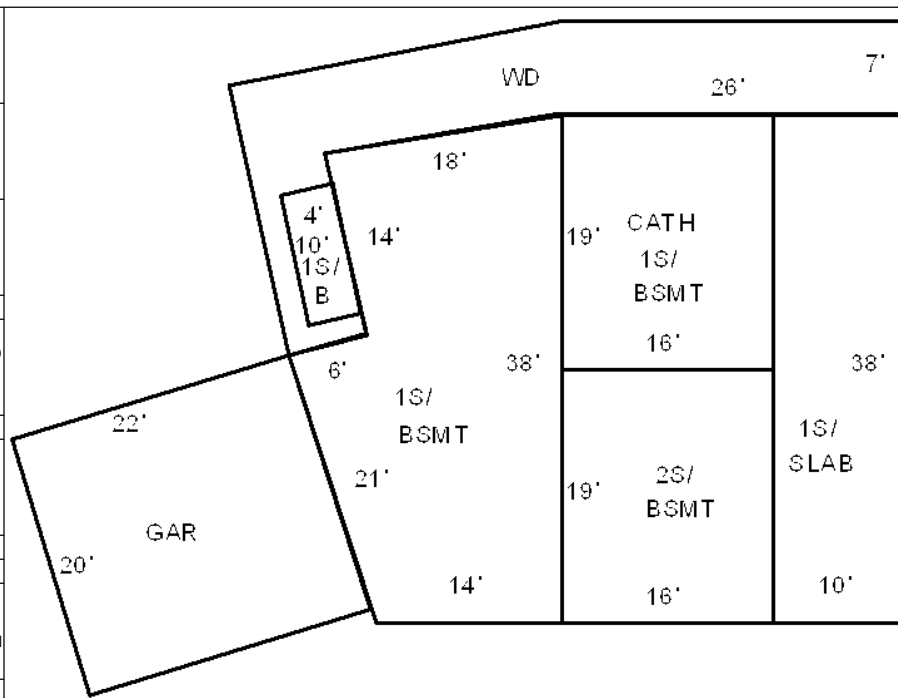 WD
26'
7'
18'
4'
10'
1S/
B
14'
19'
CATH
1S/
BSMT
16'
6'
38'
38'
22'
1S/
BSMT
1S/
SLAB
21'
19'
2S/
BSMT
GAR
20'
14'
16'
10'